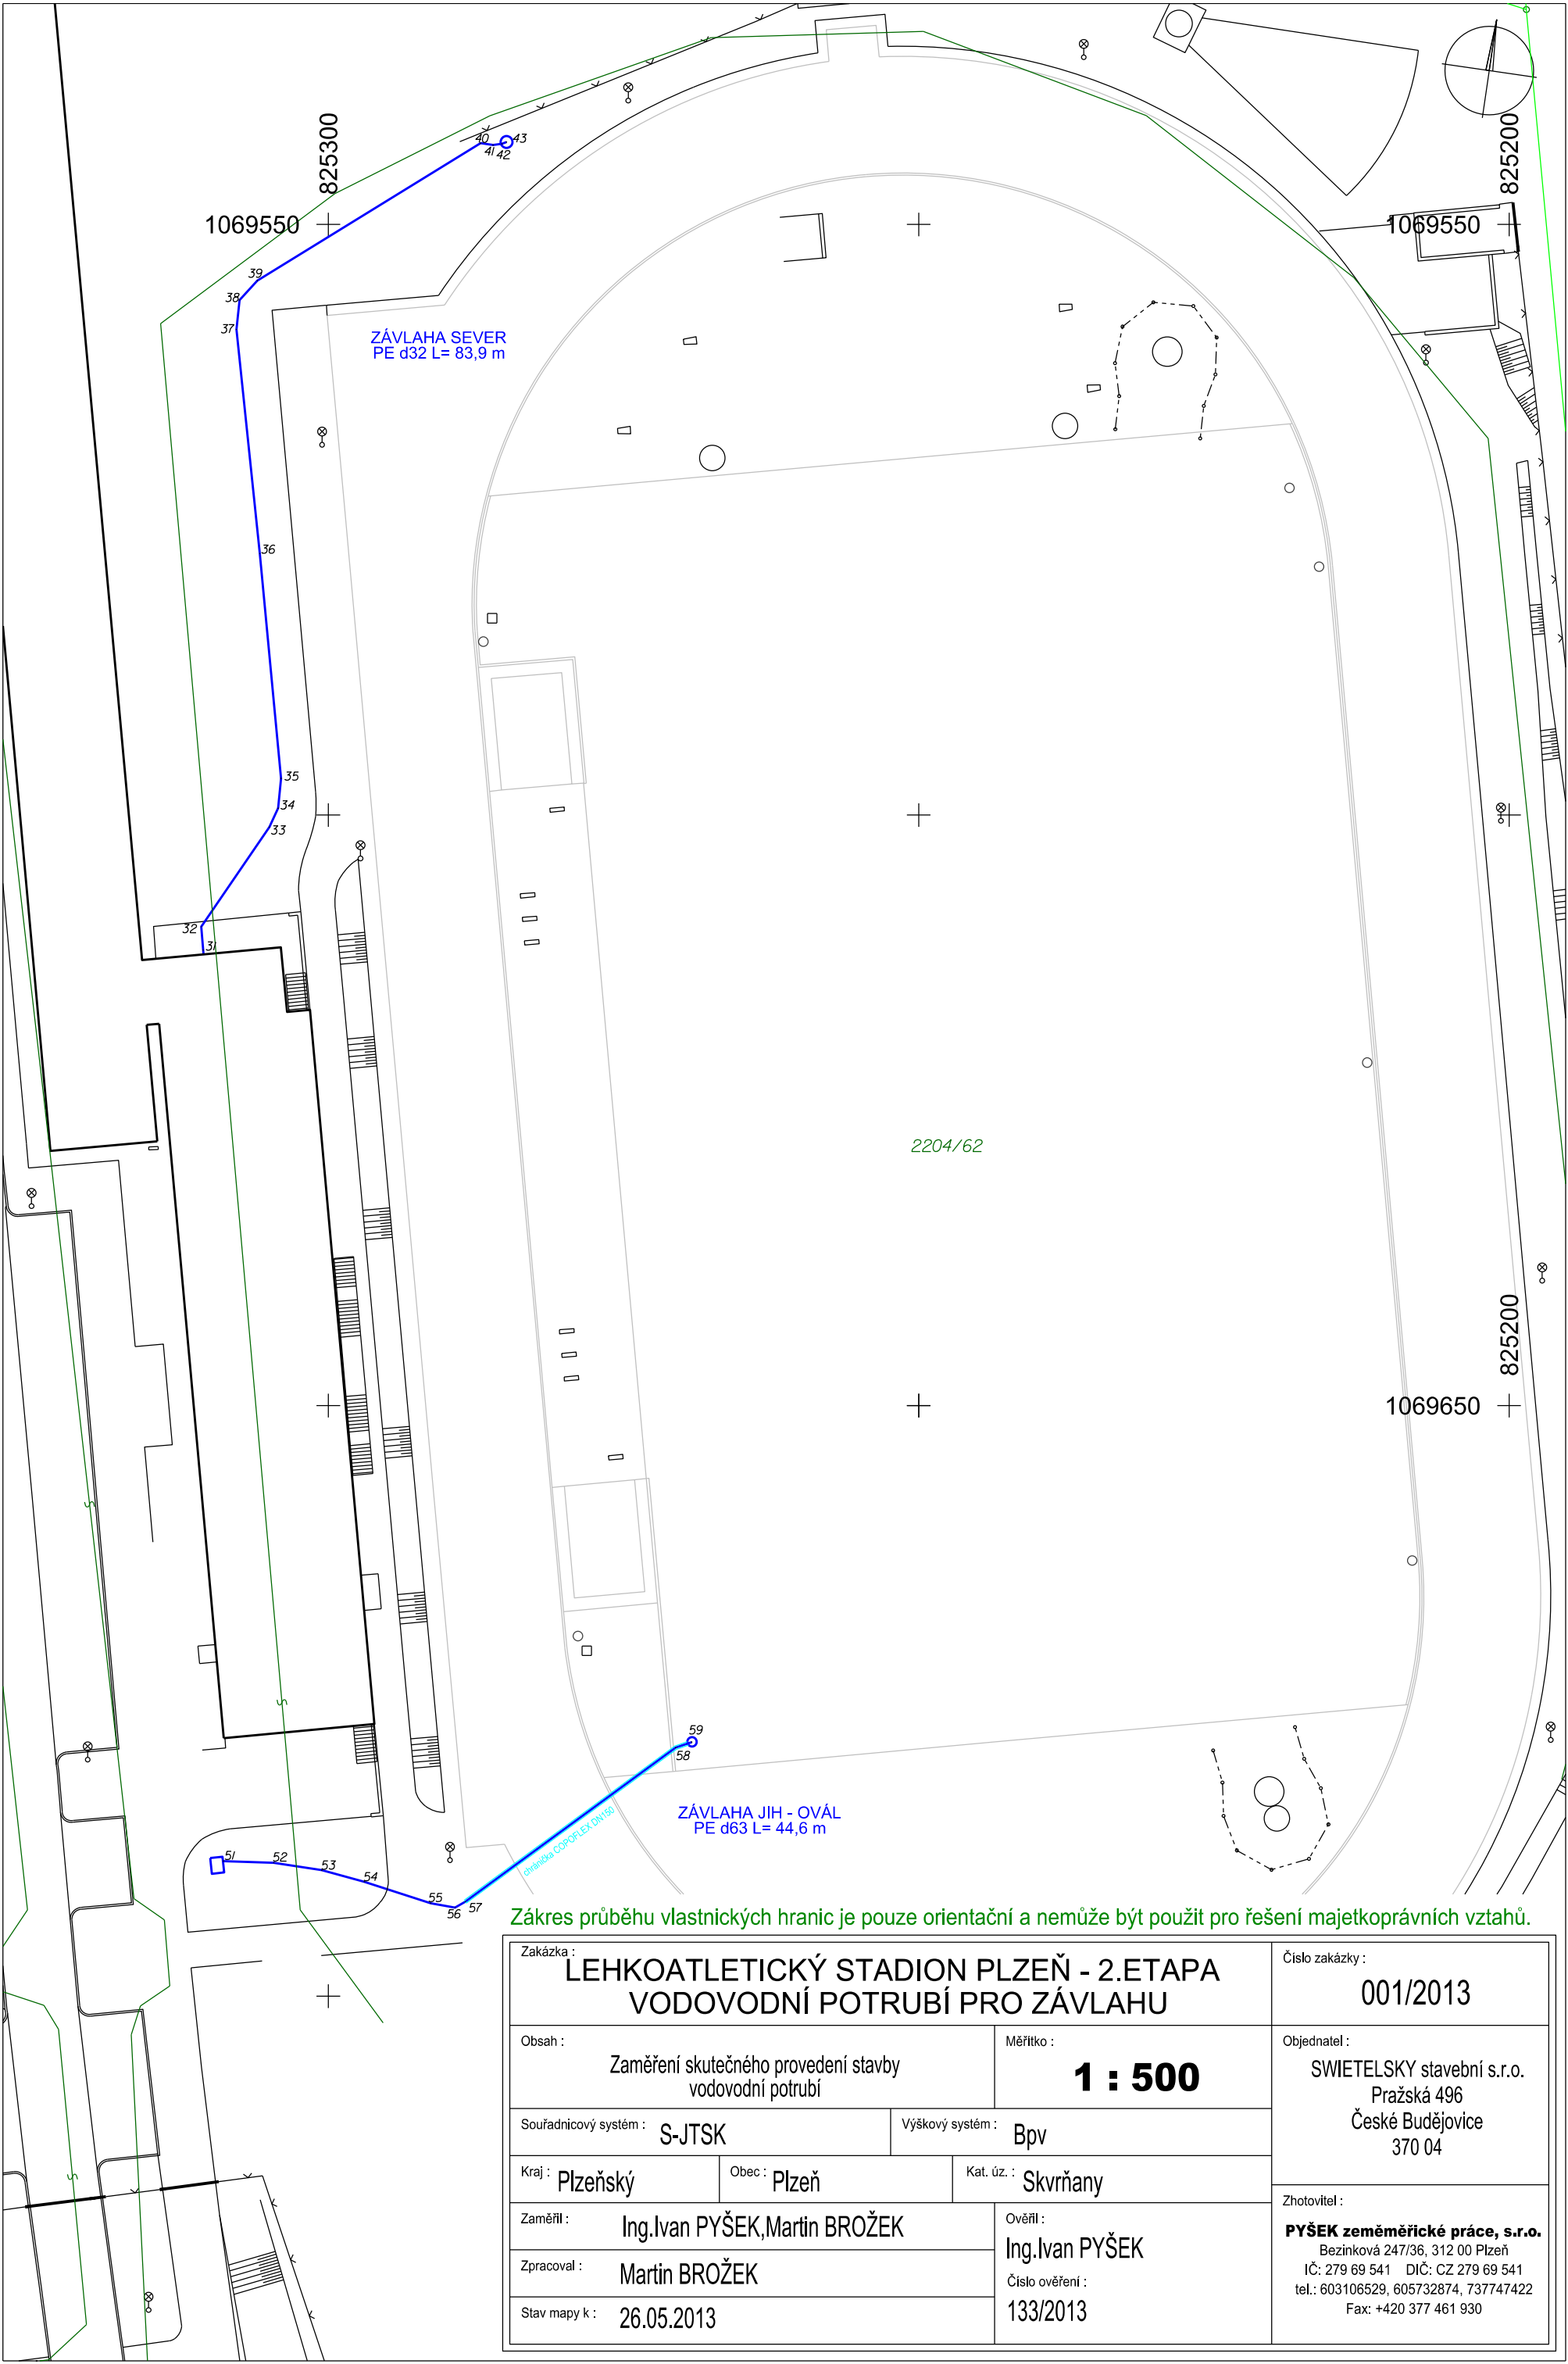 825300
825200
1069550
1069550
40
41
42
43
39
38
37
ZÁVLAHA SEVER
PE d32 L= 83,9 m
36
35
34
33
32
31
2204/62
825200
1069650
59
58
ZÁVLAHA JIH - OVÁL
PE d63 L= 44,6 m
chránička COPOFLEX DN150
51
52
53
54
55
56
57
Zákres průběhu vlastnických hranic je pouze orientační a nemůže být použit pro řešení majetkoprávních vztahů.
Zakázka :
LEHKOATLETICKÝ STADION PLZEŇ - 2.ETAPA
VODOVODNÍ POTRUBÍ PRO ZÁVLAHU
Číslo zakázky :
001/2013
Obsah :
Zaměření skutečného provedení stavby
vodovodní potrubí
Měřítko :
1 : 500
Objednatel :
SWIETELSKY stavební s.r.o.
Pražská 496
České Budějovice
370 04
Souřadnicový systém : S-JTSK
Výškový systém : Bpv
Kraj : Plzeňský
Obec : Plzeň
Kat. úz. : Skvrňany
Zaměřil : Ing.Ivan PYŠEK,Martin BROŽEK
Zpracoval : Martin BROŽEK
Stav mapy k : 26.05.2013
Ověřil :
Ing.Ivan PYŠEK
Číslo ověření :
133/2013
Zhotovitel :
PYŠEK zeměměřické práce, s.r.o.
Bezinková 247/36, 312 00 Plzeň
IČ: 279 69 541 DIČ: CZ 279 69 541
tel.: 603106529, 605732874, 737747422
Fax: +420 377 461 930